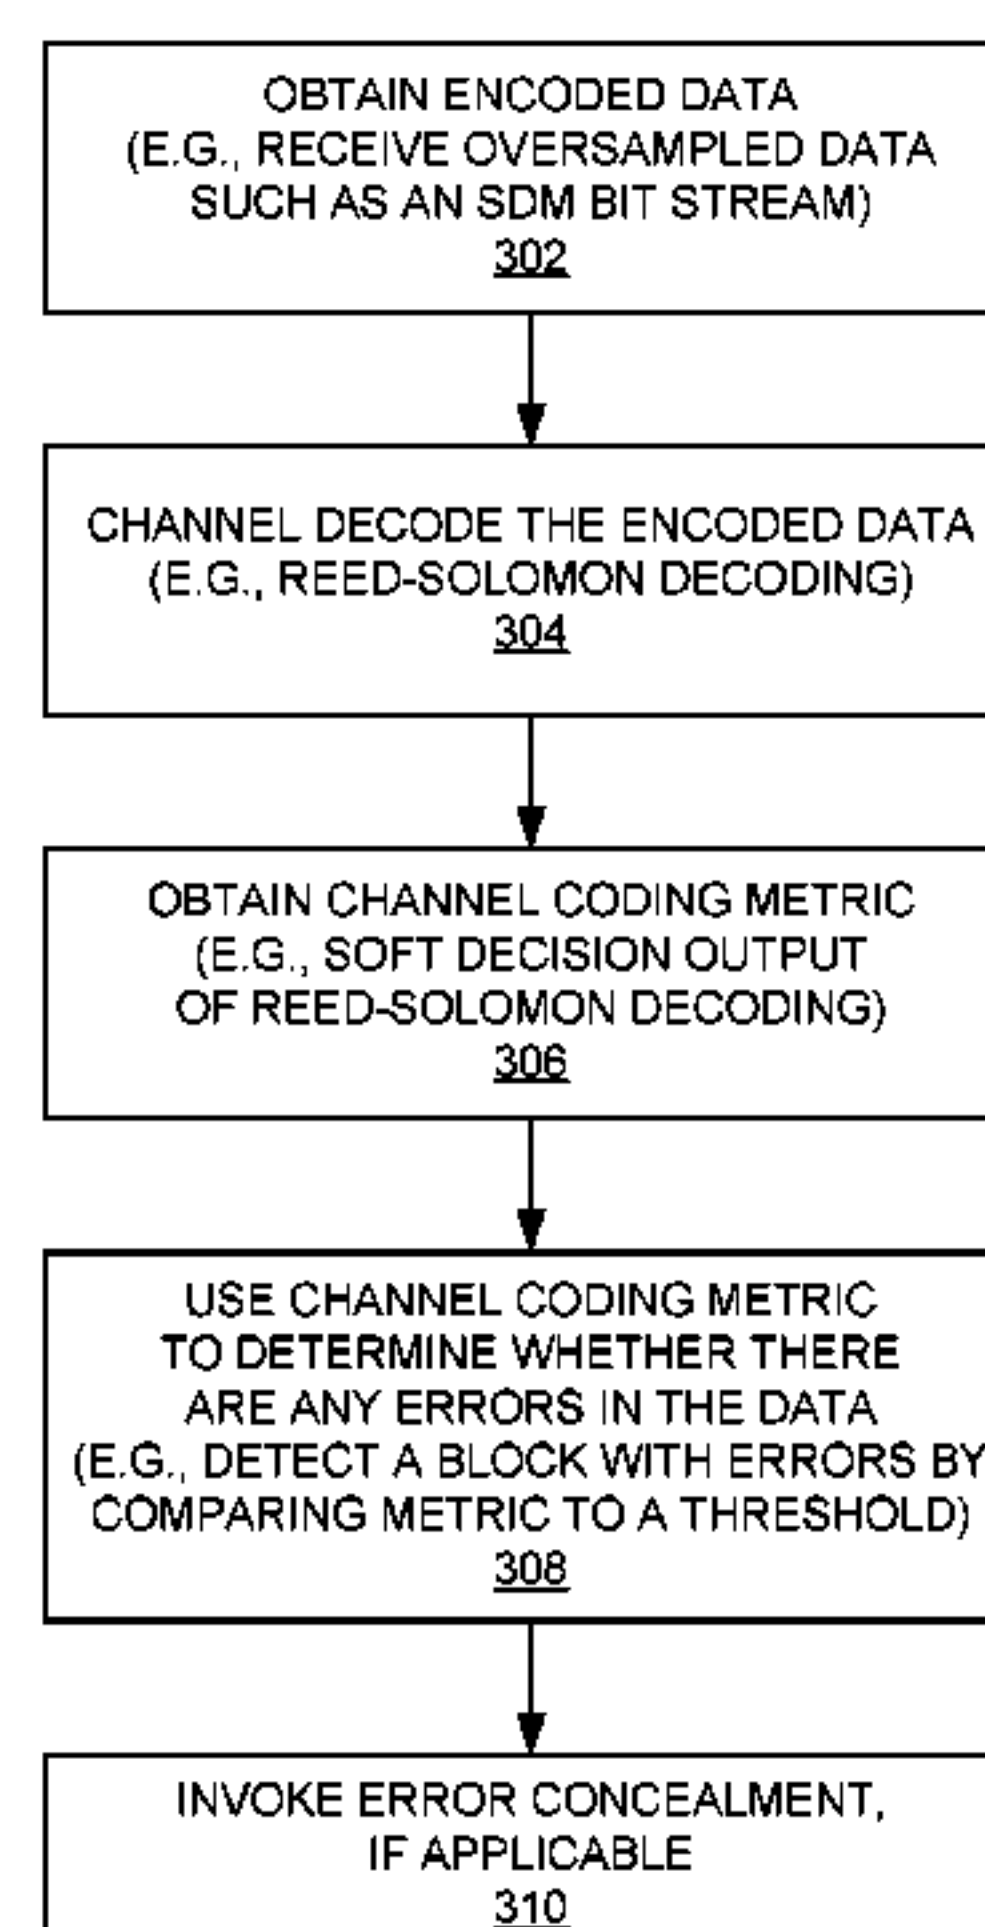 OBTAIN ENCODED DATA
(E.G., RECEIVE OVERSAMPLED DATA
SUCH AS AN SDM BIT STREAM)
302
CHANNEL DECODE THE ENCODED DATA
(E.G., REED-SOLOMON DECODING)
304
OBTAIN CHANNEL CODING METRIC
(E.G., SOFT DECISION OUTPUT
OF REED-SOLOMON DECODING)
306
USE CHANNEL CODING METRIC
TO DETERMINE WHETHER THERE
ARE ANY ERRORS IN THE DATA
(E.G., DETECT A BLOCK WITH ERRORS BY
COMPARING METRIC TO A THRESHOLD)
308
INVOKE ERROR CONCEALMENT,
IF APPLICABLE
310